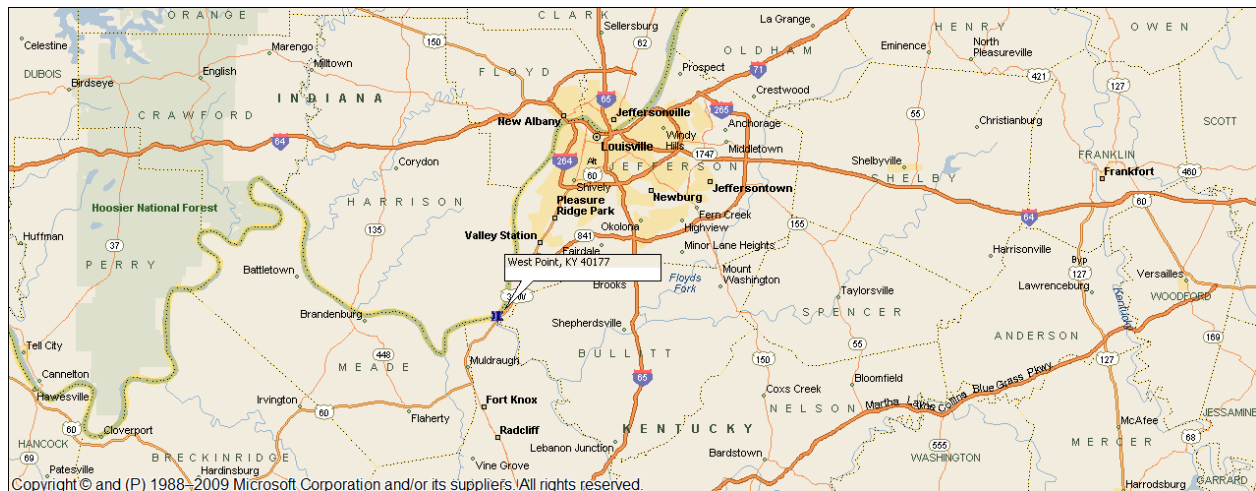 ORANGE
CLARK
Celestine
Marengo
150
Sellersburg
62
La Grange
HENRY
OWEN
Eminence
North
Pleasureville
DUBOIS
Birdseye
English
Milltown
FLOYD
OLDHAM
Prospect
71
421
127
INDIANA
65
Crestwood
CRAWFORD
New Albany
Jeffersonville
265
Anchorage
55
Christianburg
SCOTT
64
Windy
Hills
Louisville
Middletown
Corydon
264
Alt
60
1747
JEFFERSON
Shelbyville
SHELBY
FRANKLIN
Frankfort
460
Shively
Jeffersontown
Hoosier National Forest
HARRISON
Pleasure
Ridge Park
Newburg
60
Fern Creek
64
Huffman
37
135
Valley Station
841
Okolona
Highview
155
Fairdale
Minor Lane Heights
Harrisonville
PERRY
Battletown
West Point, KY 40177
Floyds
Fork
Mount
Washington
Byp
127
Versailles
Brooks
Lawrenceburg
Kentucky
WOODFORD
31W
Taylorsville
Brandenburg
Shepherdsville
SPENCER
ANDERSON
Tell City
448
MEADE
Muldraugh
BULLITT
55
127
169
Cannelton
65
150
Bloomfield
Hawesville
Irvington
60
Flaherty
Fort Knox
Coxs Creek
NELSON
Martha Layne Collins Blue Grass Pkwy
JESSAMINE
60
Cloverport
Radcliff
KENTUCKY
McAfee
HANCOCK
BRECKINRIDGE
Lebanon Junction
555
MERCER
68
69
Vine Grove
Bardstown
WASHINGTON
Patesville
Hardinsburg
Harrodsburg
GARRARD
Copyright © and (P) 1988–2009 Microsoft Corporation and/or its suppliers. All rights reserved.